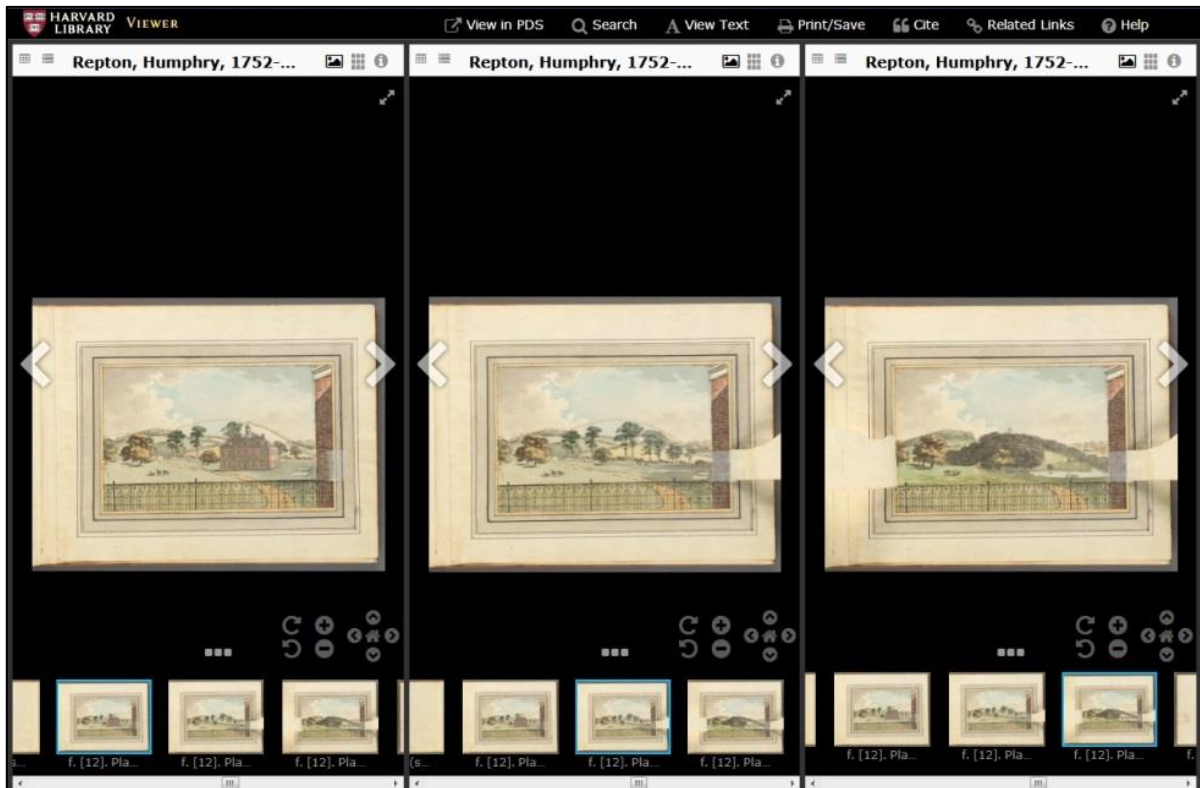 HARVARD
LIBRARY VIEWER
View in PDS Search View Text Print/Save Cite Related Links Help
Repton, Humphry, 1752-... Repton, Humphry, 1752-... Repton, Humphry, 1752-...
s... f. [12]. Pla... f. [12]. Pla... f. [12]. Pla... (s... f. [12]. Pla... f. [12]. Pla... f. [12]. Pla... f. [12]. Pla... f. [12]. Pla... f. [12]. Pla... f.